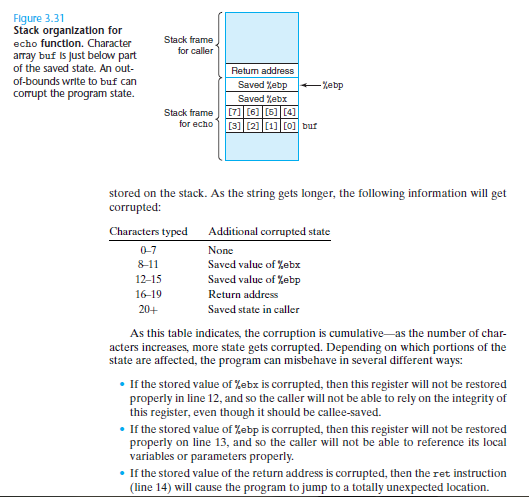 Figure 3.31
Stack organization for
echo function. Character
array buf is just below part
of the saved state. An out-
of-bounds write to buf can
corrupt the program state.
Stack frame
for caller
Return address
Saved %ebp
%ebp
Saved %ebx
Stack frame
for echo
[7] [6] [5] [4]
[3] [2] [1] [0] buf
stored on the stack. As the string gets longer, the following information will get
corrupted:
Characters typed Additional corrupted state
0–7 None
8–11 Saved value of %ebx
12–15 Saved value of %ebp
16–19 Return address
20+ Saved state in caller
As this table indicates, the corruption is cumulative—as the number of char-
acters increases, more state gets corrupted. Depending on which portions of the
state are affected, the program can misbehave in several different ways:
• If the stored value of %ebx is corrupted, then this register will not be restored
properly in line 12, and so the caller will not be able to rely on the integrity of
this register, even though it should be callee-saved.
• If the stored value of %ebp is corrupted, then this register will not be restored
properly on line 13, and so the caller will not be able to reference its local
variables or parameters properly.
• If the stored value of the return address is corrupted, then the ret instruction
(line 14) will cause the program to jump to a totally unexpected location.